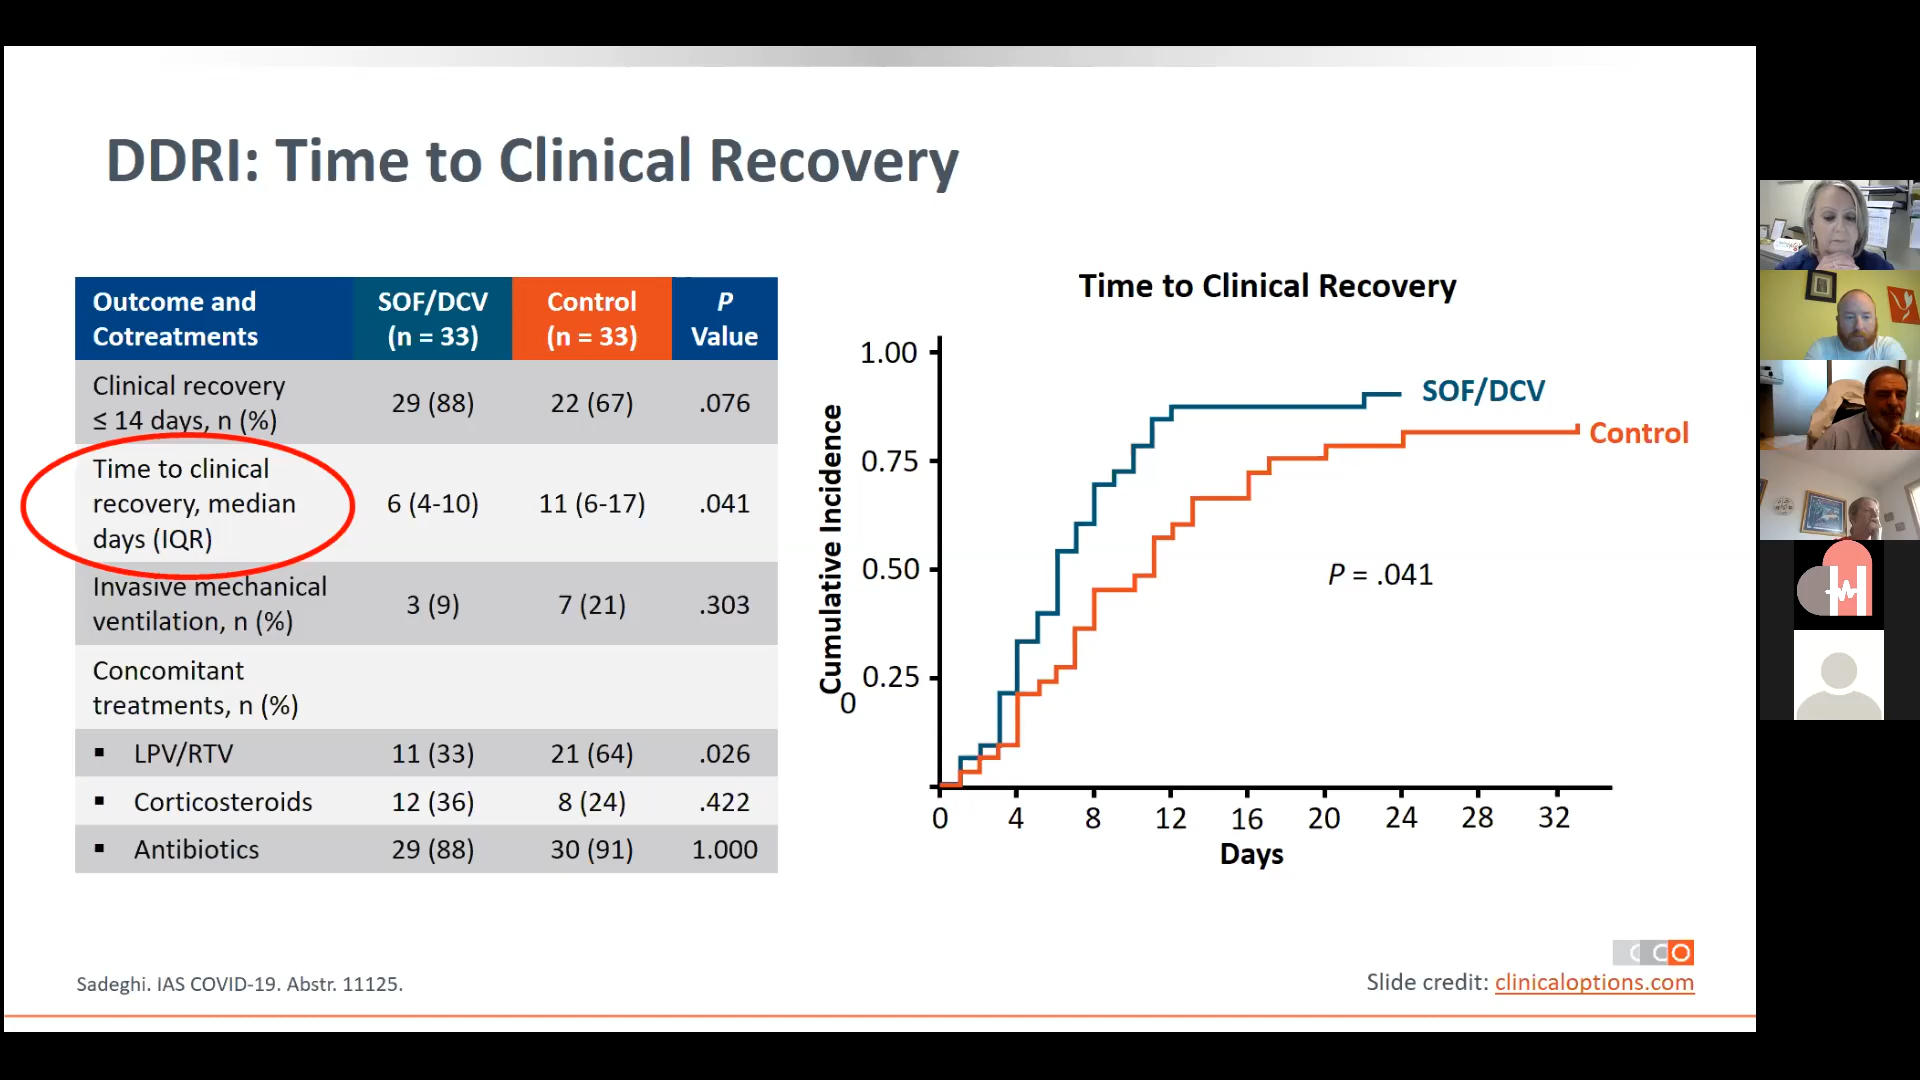 DDRI: Time to Clinical Recovery
Outcome and
Cotreatments
SOF/DCV
(n = 33)
Control
(n = 33)
P
Value
Clinical recovery
≤ 14 days, n (%)
29 (88)
22 (67)
.076
Time to clinical
recovery, median
days (IQR)
6 (4-10)
11 (6-17)
.041
Invasive mechanical
ventilation, n (%)
3 (9)
7 (21)
.303
Concomitant
treatments, n (%)
▪ LPV/RTV
11 (33)
21 (64)
.026
▪ Corticosteroids
12 (36)
8 (24)
.422
▪ Antibiotics
29 (88)
30 (91)
1.000
Time to Clinical Recovery
Cumulative Incidence
1.00
0.75
0.50
0.25
0
SOF/DCV
Control
P = .041
0 4 8 12 16 20 24 28 32
Days
Sadeghi. IAS COVID-19. Abstr. 11125.
CCO
Slide credit: clinicaloptions.com